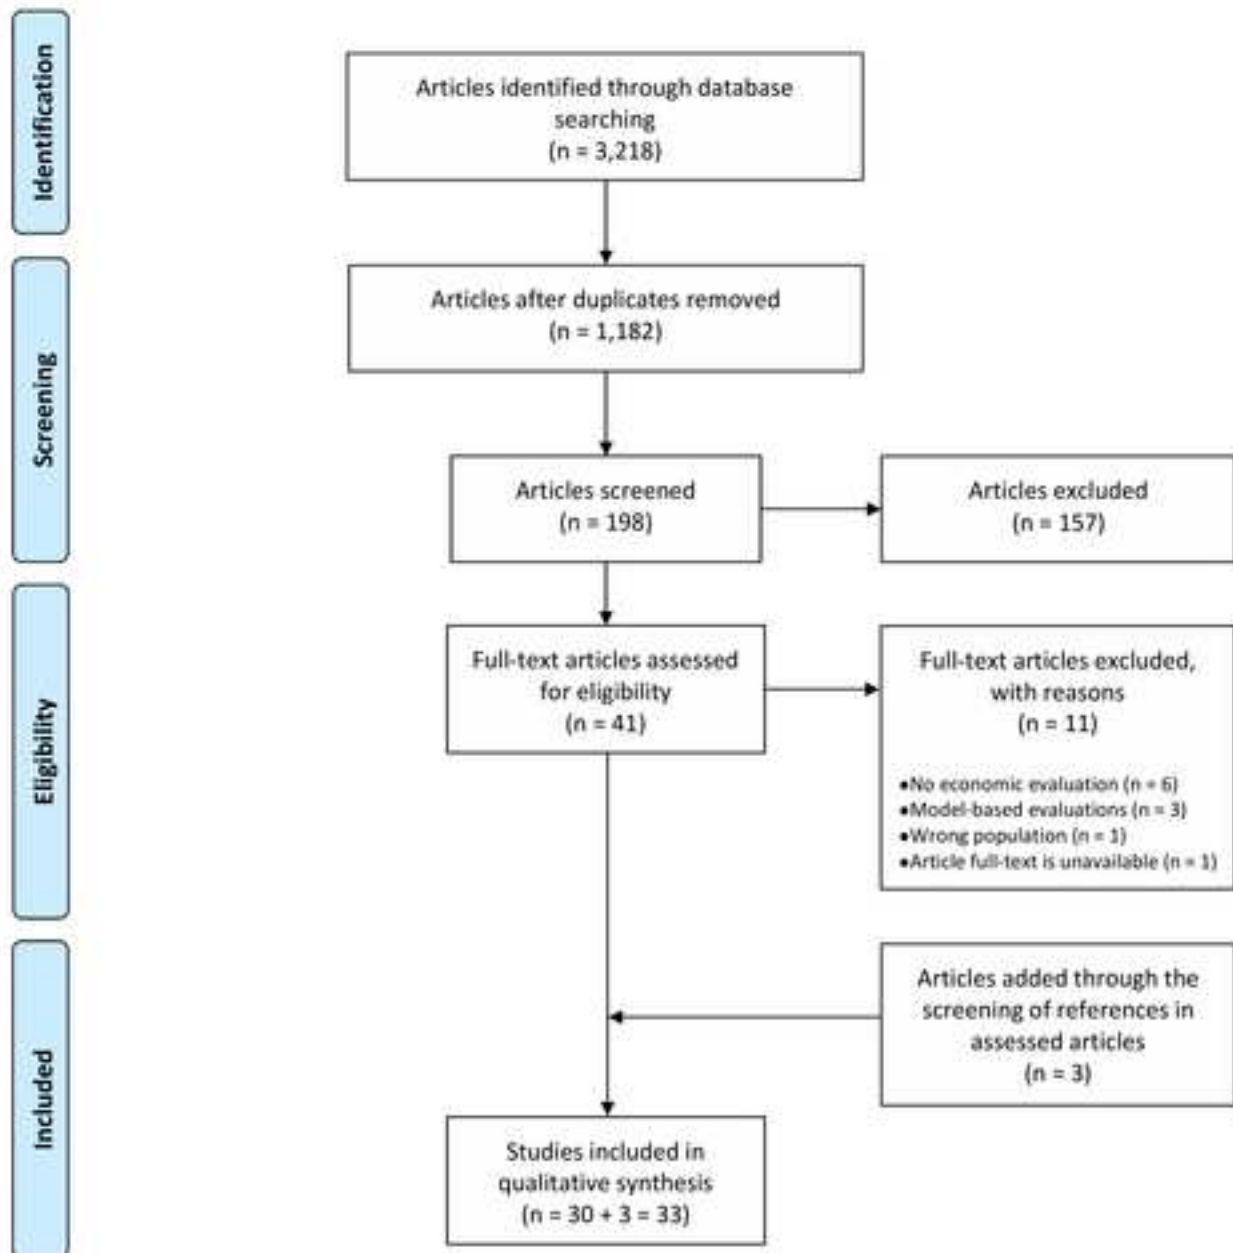 Identification
Articles identified through database
searching
(n = 3,218)
Screening
Articles after duplicates removed
(n = 1,182)
Articles screened
(n = 198)
Articles excluded
(n = 157)
Eligibility
Full-text articles assessed
for eligibility
(n = 41)
Full-text articles excluded,
with reasons
(n = 11)
●No economic evaluation (n = 6)
●Model-based evaluations (n = 3)
●Wrong population (n = 1)
●Article full-text is unavailable (n = 1)
Included
Articles added through the
screening of references in
assessed articles
(n = 3)
Studies included in
qualitative synthesis
(n = 30 + 3 = 33)